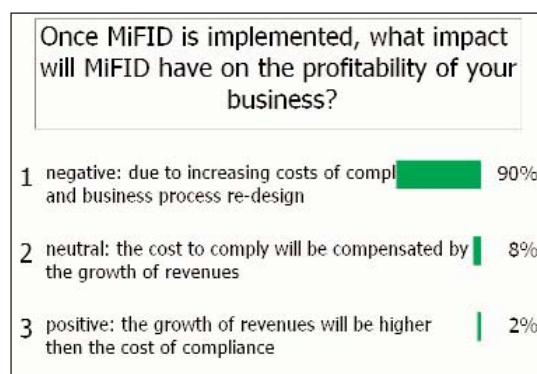 Once MiFID is implemented, what impact
will MiFID have on the profitability of your
business?
1 negative: due to increasing costs of compl 90%
and business process re-design
2 neutral: the cost to comply will be compensated by 8%
the growth of revenues
3 positive: the growth of revenues will be higher 2%
then the cost of compliance